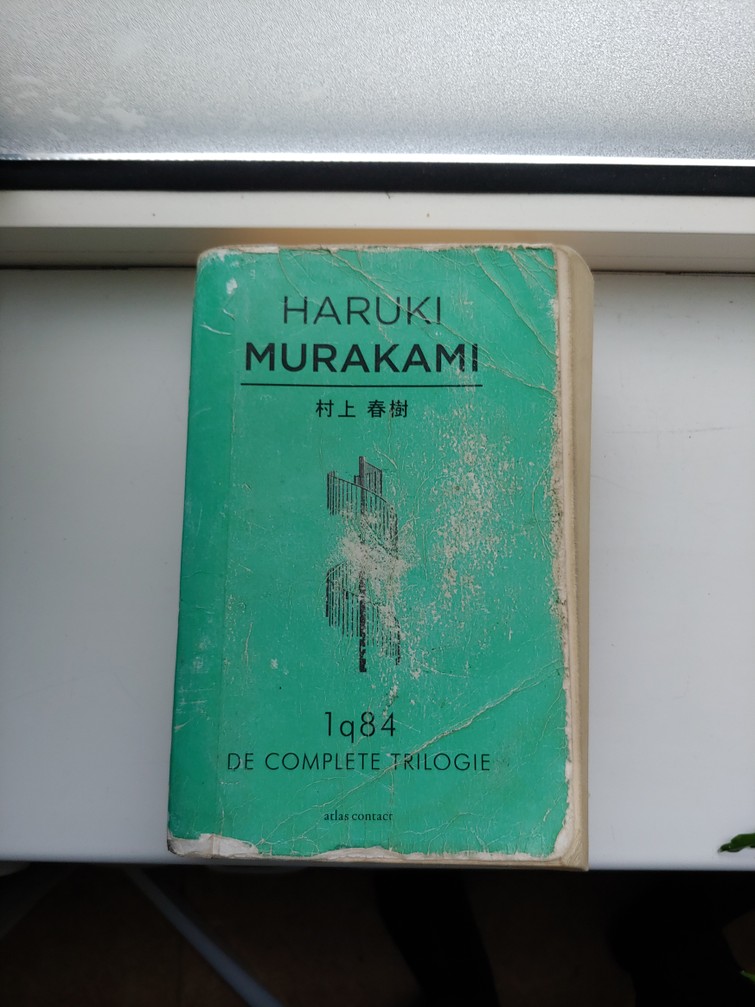 HARUKI
MURAKAMI
村上 春樹
1q84
DE COMPLETE TRILOGIE
atlas contact